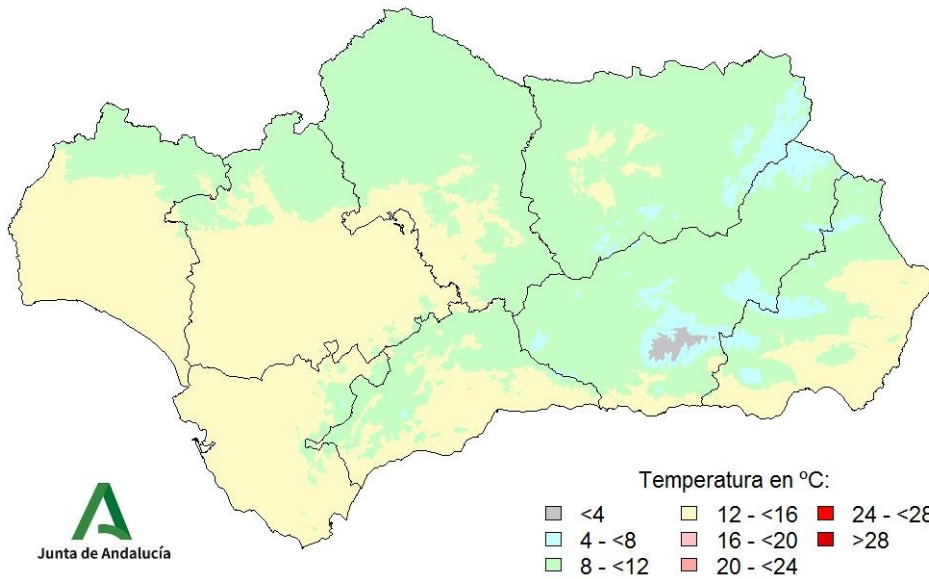 Temperatura en ºC:
<4 12 - <16 24 - <28
4 - <8 16 - <20 >28
8 - <12 20 - <24
Junta de Andalucía